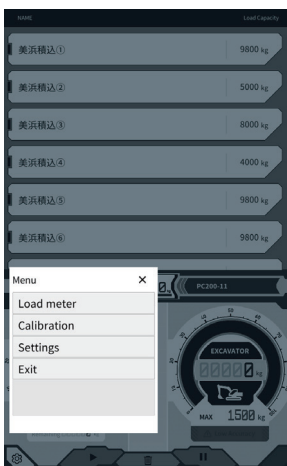 NAME Load Capacity
美浜積込① 9800 kg
美浜積込② 5000 kg
美浜積込③ 8000 kg
美浜積込④ 4000 kg
美浜積込⑤ 9800 kg
美浜積込⑥ 9800 kg
Menu ×
PC200-11
Load meter
Calibration
Settings
Exit
EXCAVATOR
0000.0 kg
MAX 1500 kg